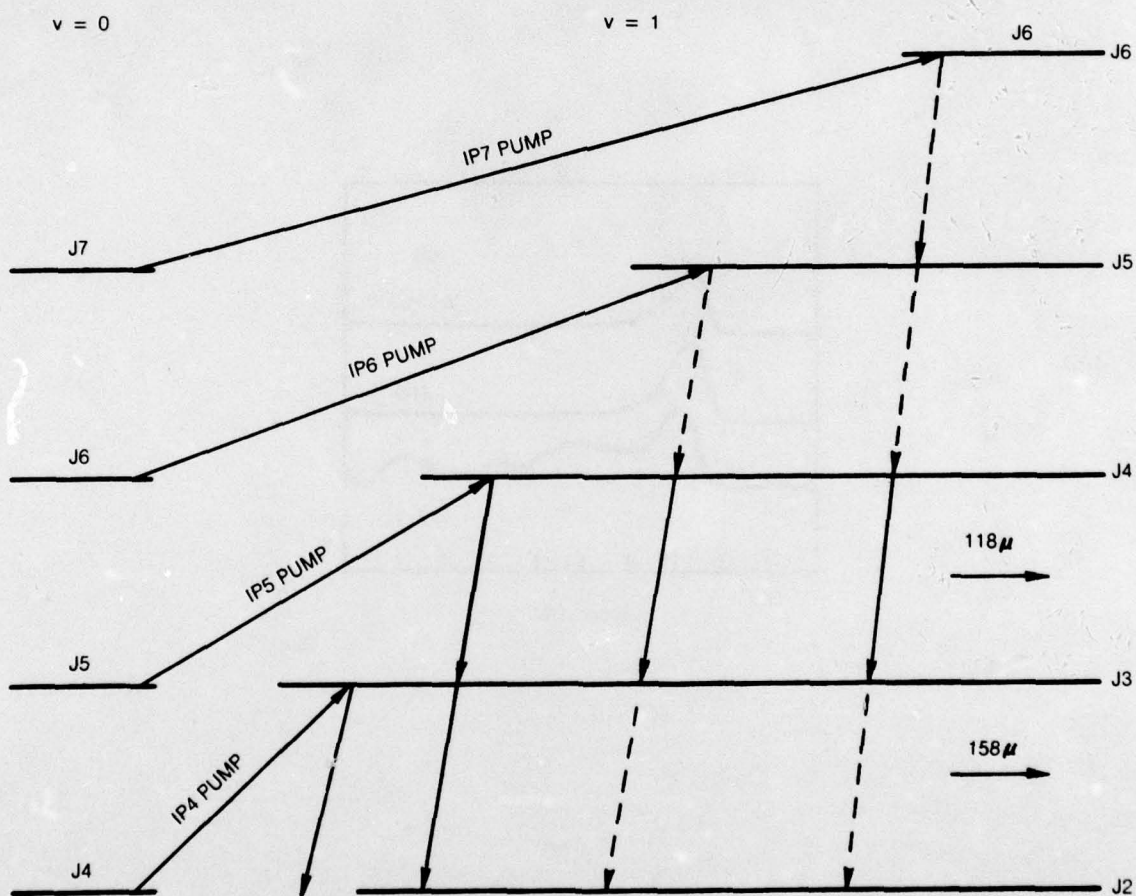 v = 0
v = 1
J6
J6
IP7 PUMP
J7
J5
IP6 PUMP
J6
J4
118μ
IP5 PUMP
J5
J3
158μ
IP4 PUMP
J4
J2